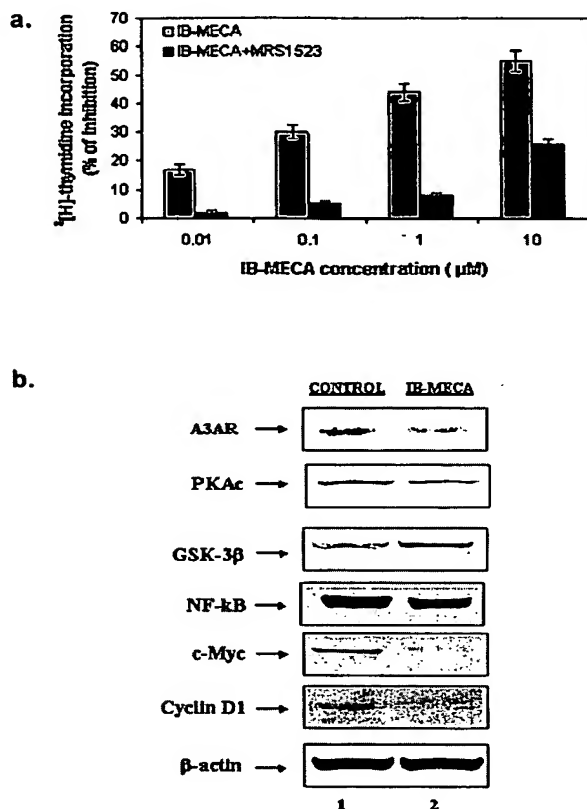 a.
³[H]-thymidine incorporation
(% of inhibition)
70
60
50
40
30
20
10
0
IB-MECA
IB-MECA+MRS1523
0.01
0.1
1
10
IB-MECA concentration ( µM)
b.
CONTROL IB-MECA
A3AR
PKAc
GSK-3β
NF-kB
c-Myc
Cyclin D1
β-actin
1 2